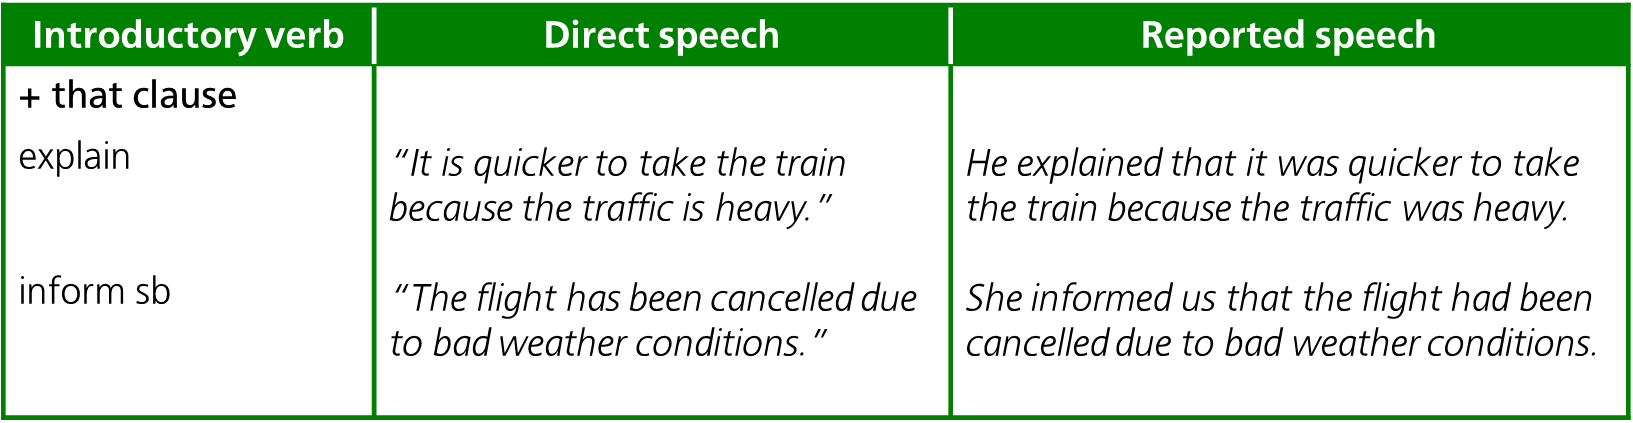 Introductory verb
Direct speech
Reported speech
+ that clause
explain
“It is quicker to take the train
because the traffic is heavy.”
He explained that it was quicker to take
the train because the traffic was heavy.
inform sb
“The flight has been cancelled due
to bad weather conditions.”
She informed us that the flight had been
cancelled due to bad weather conditions.